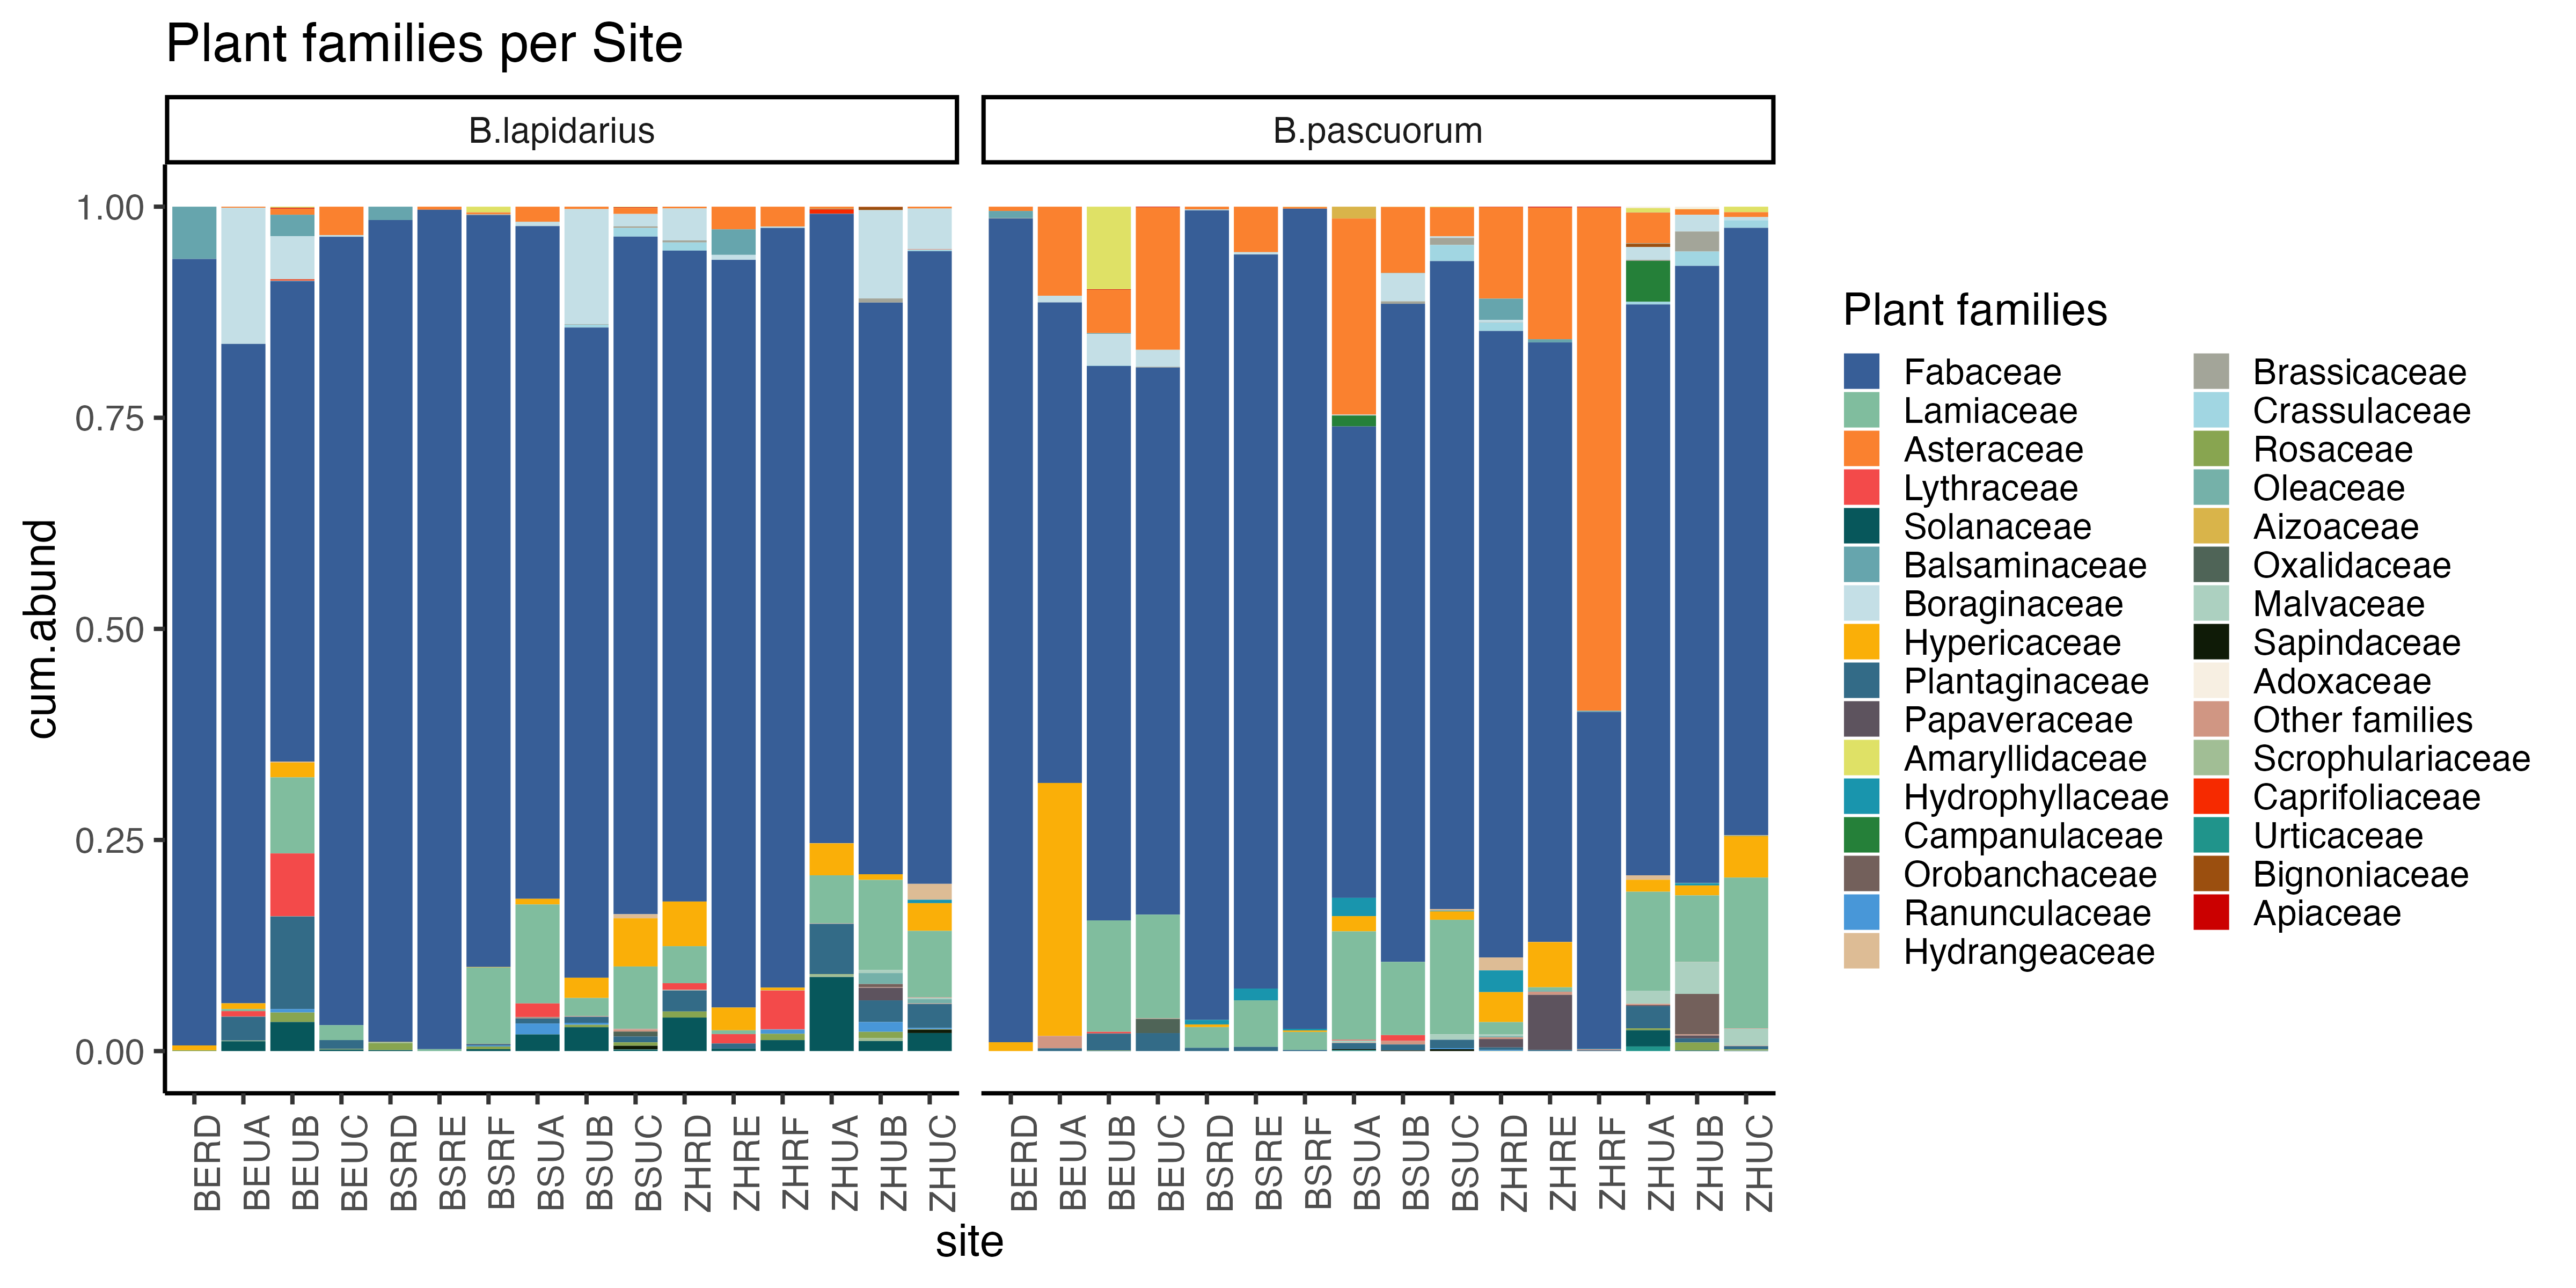 Plant families per Site
B.lapidarius
B.pascuorum
cum.abund
1.00
0.75
0.50
0.25
0.00
BERD BEUA BEUB BEUC BSRD BSRE BSRF BSUA BSUB BSUC ZHRD ZHRE ZHRF ZHUA ZHUB ZHUC
BERD BEUA BEUB BEUC BSRD BSRE BSRF BSUA BSUB BSUC ZHRD ZHRE ZHRF ZHUA ZHUB ZHUC
site
Plant families
Fabaceae
Lamiaceae
Asteraceae
Lythraceae
Solanaceae
Balsaminaceae
Boraginaceae
Hypericaceae
Plantaginaceae
Papaveraceae
Amaryllidaceae
Hydrophyllaceae
Campanulaceae
Orobanchaceae
Ranunculaceae
Hydrangeaceae
Brassicaceae
Crassulaceae
Rosaceae
Oleaceae
Aizoaceae
Oxalidaceae
Malvaceae
Sapindaceae
Adoxaceae
Other families
Scrophulariaceae
Caprifoliaceae
Urticaceae
Bignoniaceae
Apiaceae